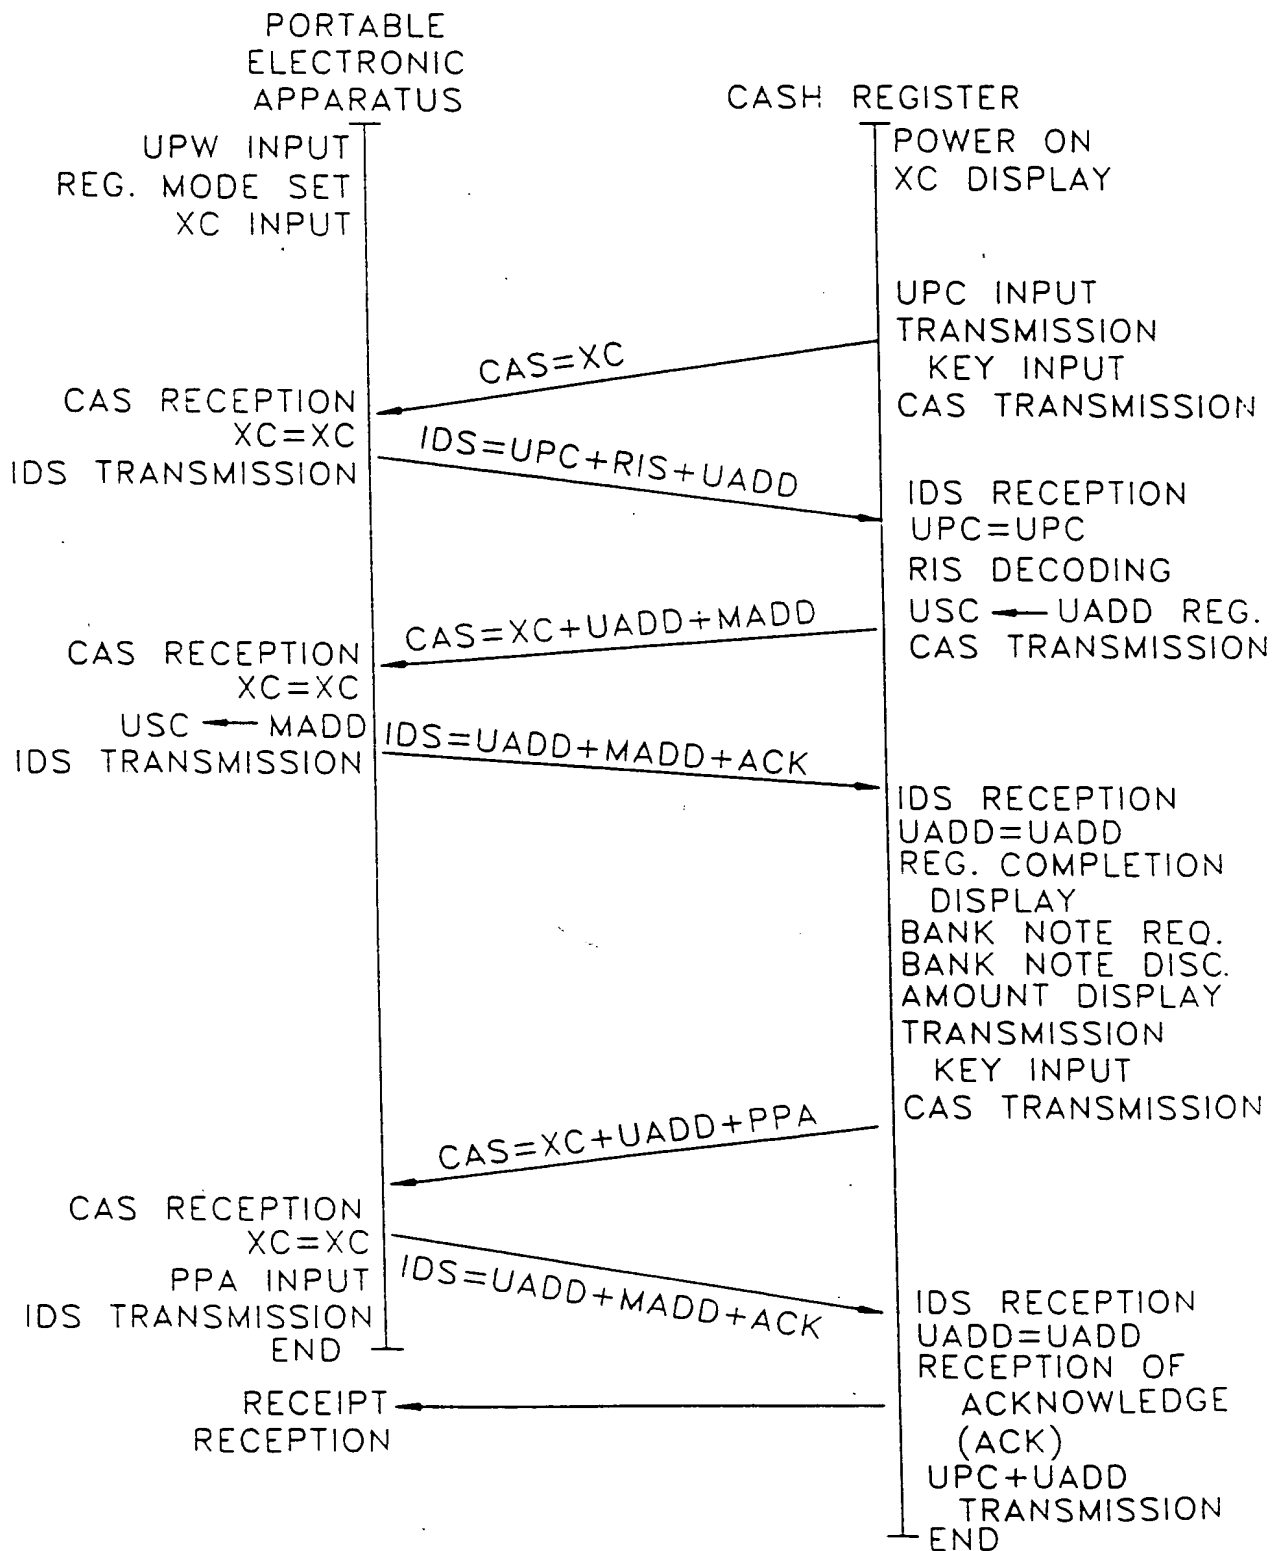 PORTABLE
ELECTRONIC
APPARATUS
CASH REGISTER
UPW INPUT
REG. MODE SET
XC INPUT
POWER ON
XC DISPLAY
UPC INPUT
TRANSMISSION
KEY INPUT
CAS TRANSMISSION
CAS=XC
CAS RECEPTION
XC=XC
IDS TRANSMISSION
IDS=UPC+RIS+UADD
IDS RECEPTION
UPC=UPC
RIS DECODING
USC ← UADD REG.
CAS TRANSMISSION
CAS=XC+UADD+MADD
CAS RECEPTION
XC=XC
USC ← MADD
IDS TRANSMISSION
IDS=UADD+MADD+ACK
IDS RECEPTION
UADD=UADD
REG. COMPLETION
DISPLAY
BANK NOTE REQ.
BANK NOTE DISC.
AMOUNT DISPLAY
TRANSMISSION
KEY INPUT
CAS TRANSMISSION
CAS=XC+UADD+PPA
CAS RECEPTION
XC=XC
PPA INPUT
IDS TRANSMISSION
END
IDS=UADD+MADD+ACK
IDS RECEPTION
UADD=UADD
RECEPTION OF
ACKNOWLEDGE
(ACK)
UPC+UADD
TRANSMISSION
END
RECEIPT
RECEPTION